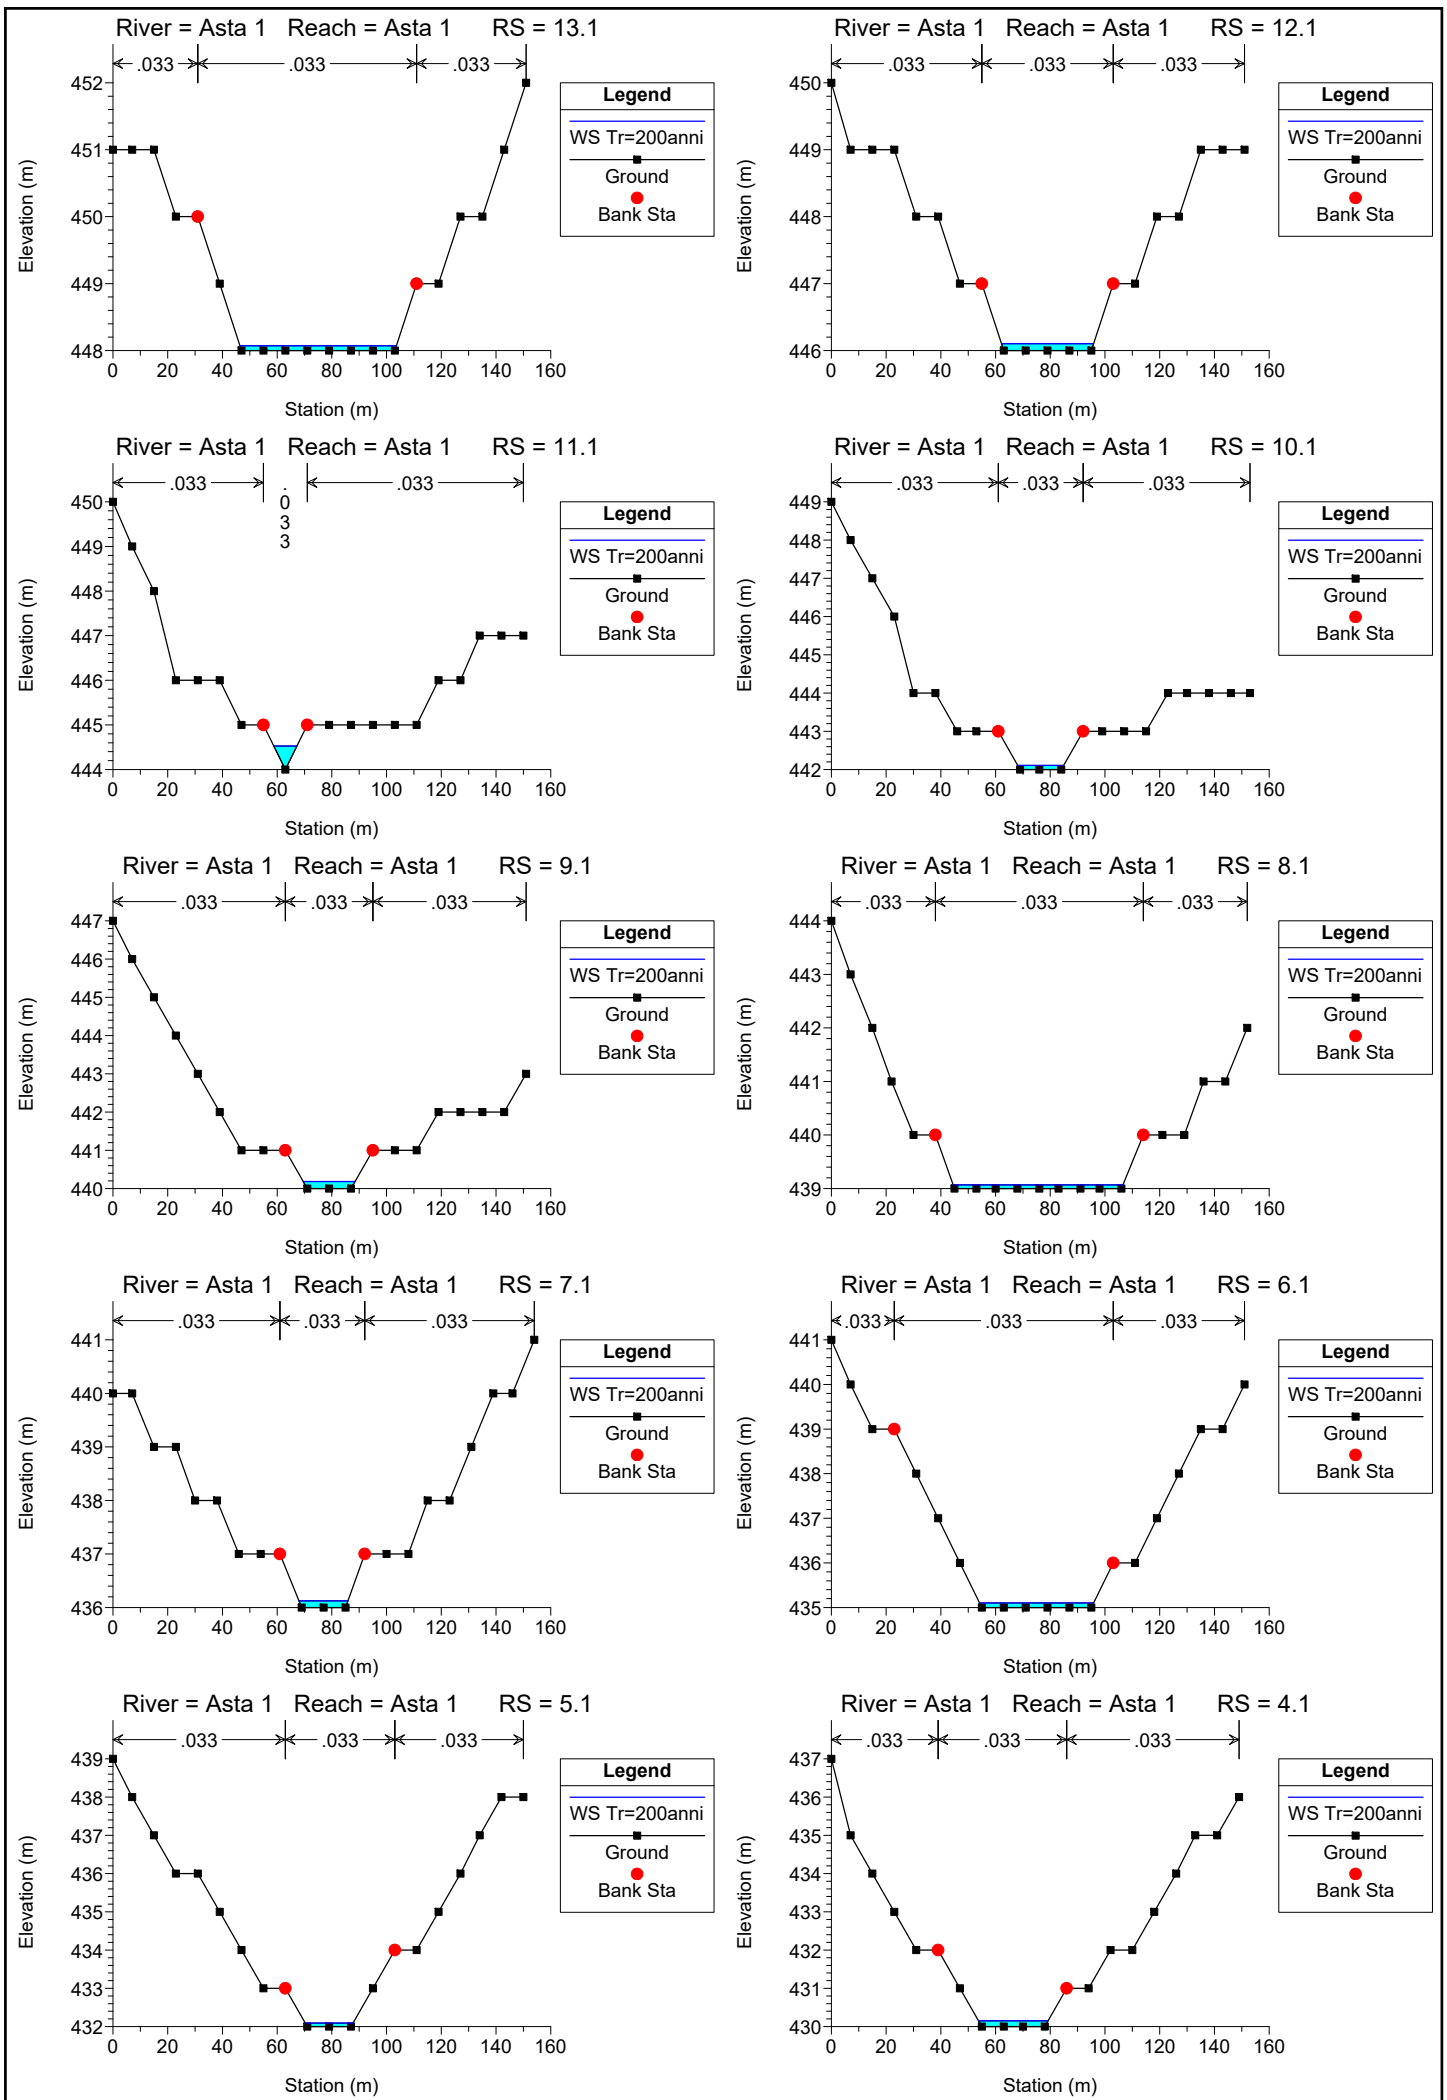 River = Asta 1 Reach = Asta 1 RS = 13.1
.033 .033 .033
452
451
450
449
448
0 20 40 60 80 100 120 140 160
Station (m)
Elevation (m)
Legend
WS Tr=200anni
Ground
Bank Sta
River = Asta 1 Reach = Asta 1 RS = 12.1
.033 .033 .033
450
449
448
447
446
0 20 40 60 80 100 120 140 160
Station (m)
Elevation (m)
Legend
WS Tr=200anni
Ground
Bank Sta
River = Asta 1 Reach = Asta 1 RS = 11.1
.033 .033 .033
450
449
448
447
446
445
444
0 20 40 60 80 100 120 140 160
Station (m)
Elevation (m)
Legend
WS Tr=200anni
Ground
Bank Sta
River = Asta 1 Reach = Asta 1 RS = 10.1
.033 .033 .033
449
448
447
446
445
444
443
442
0 20 40 60 80 100 120 140 160
Station (m)
Elevation (m)
Legend
WS Tr=200anni
Ground
Bank Sta
River = Asta 1 Reach = Asta 1 RS = 9.1
.033 .033 .033
447
446
445
444
443
442
441
440
0 20 40 60 80 100 120 140 160
Station (m)
Elevation (m)
Legend
WS Tr=200anni
Ground
Bank Sta
River = Asta 1 Reach = Asta 1 RS = 8.1
.033 .033 .033
444
443
442
441
440
439
0 20 40 60 80 100 120 140 160
Station (m)
Elevation (m)
Legend
WS Tr=200anni
Ground
Bank Sta
River = Asta 1 Reach = Asta 1 RS = 7.1
.033 .033 .033
441
440
439
438
437
436
0 20 40 60 80 100 120 140 160
Station (m)
Elevation (m)
Legend
WS Tr=200anni
Ground
Bank Sta
River = Asta 1 Reach = Asta 1 RS = 6.1
.033 .033 .033
441
440
439
438
437
436
435
0 20 40 60 80 100 120 140 160
Station (m)
Elevation (m)
Legend
WS Tr=200anni
Ground
Bank Sta
River = Asta 1 Reach = Asta 1 RS = 5.1
.033 .033 .033
439
438
437
436
435
434
433
432
0 20 40 60 80 100 120 140 160
Station (m)
Elevation (m)
Legend
WS Tr=200anni
Ground
Bank Sta
River = Asta 1 Reach = Asta 1 RS = 4.1
.033 .033 .033
437
436
435
434
433
432
431
430
0 20 40 60 80 100 120 140 160
Station (m)
Elevation (m)
Legend
WS Tr=200anni
Ground
Bank Sta